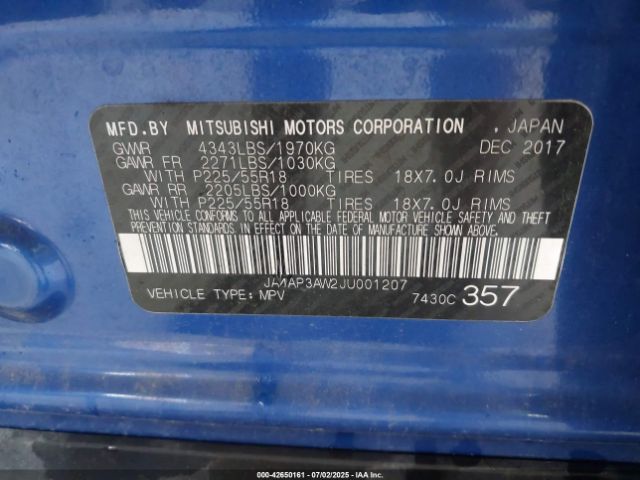 MFD.BY MITSUBISHI MOTORS CORPORATION , JAPAN
GVWR 4343LBS/1970KG DEC 2017
GAWR FR 2271LBS/1030KG
WITH P225/55R18 TIRES 18X7.0J RIMS
GAWR RR 2205LBS/1000KG
WITH P225/55R18 TIRES 18X7.0J RIMS
THIS VEHICLE CONFORMS TO ALL APPLICABLE FEDERAL MOTOR VEHICLE SAFETY AND THEFT
PREVENTION STANDARDS IN EFFECT ON THE DATE OF MANUFACTURE SHOWN ABOVE.
JA4AP3AW2JU001207
VEHICLE TYPE: MPV 7430C 357
000-42650161 - 07/02/2025 - IAAI.com